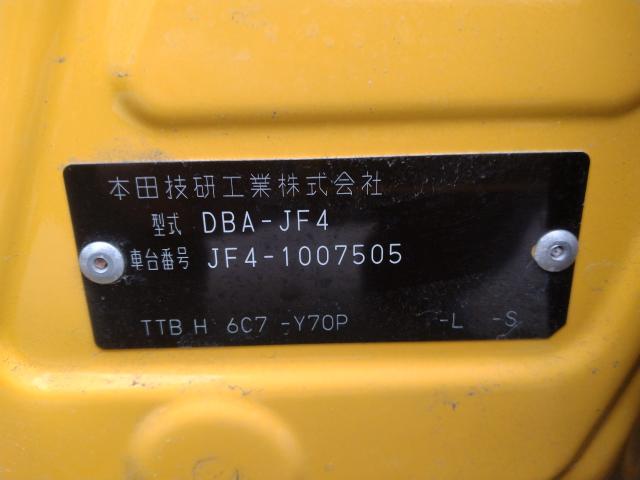 本田技研工業株式会社
型式 DBA-JF4
車台番号 JF4-1007505
TTB H 6C7 -Y70P -L -S